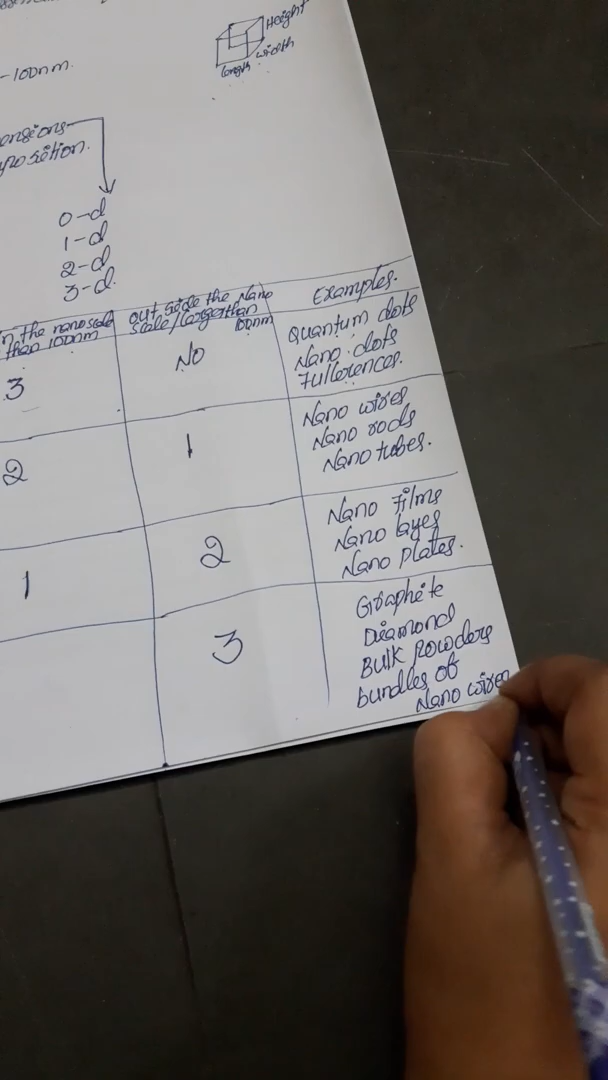 Height
width
length
-100nm.
ensions
position.
0-d
1-d
2-d
3-d.
n the nanoscale
than 100nm
out side the Nano
scale/larger than
100nm
Examples.
3
NO
Quantum dots
Nano dots
Fullerences.
2
1
Nano wires
Nano rods
Nano tubes.
1
2
Nano Films
Nano layes
Nano plates.
3
Graphite
Diamond
Bulk Powders
bundles of
Nano wires